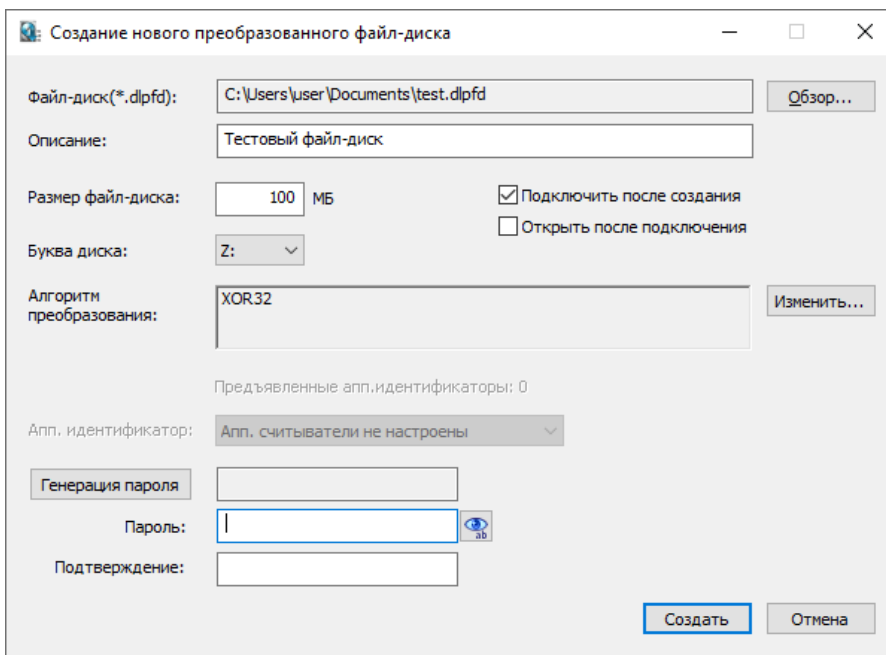 Создание нового преобразованного файл-диска
Файл-диск(*.dlpfd): C:\Users\user\Documents\test.dlpfd Обзор...
Описание: Тестовый файл-диск
Размер файл-диска: 100 МБ Подключить после создания
Открыть после подключения
Буква диска: Z:
Алгоритм преобразования: XOR32 Изменить...
Предъявленные апп.идентификаторы: 0
Апп. идентификатор: Апп. считыватели не настроены
Генерация пароля
Пароль: ab
Подтверждение:
Создать Отмена